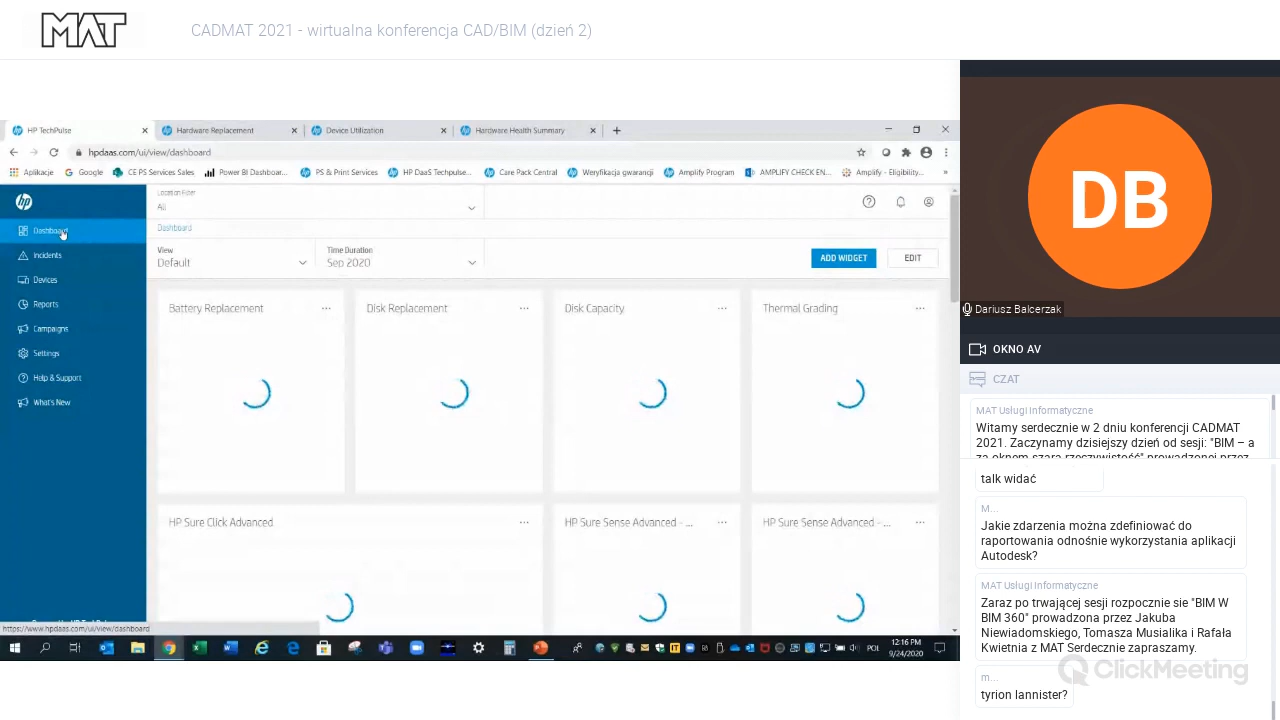 MAT
CADMAT 2021 - wirtualna konferencja CAD/BIM (dzień 2)
HP TechPulse
Hardware Replacement
Device Utilization
Hardware Health Summary
hpdaas.com/ui/view/dashboard
Aplikacje
Google
CE PS Services Sales
Power BI Dashboar...
PS & Print Services
HP DaaS Techpulse...
Care Pack Central
Weryfikacja gwarancji
Amplify Program
AMPLIFY CHECK EN...
Amplify - Eligibility...
»
hp
Dashboard
Incidents
Devices
Reports
Campaigns
Settings
Help & Support
What's New
Location Filter
All
Dashboard
View
Default
Time Duration
Sep 2020
ADD WIDGET
EDIT
Battery Replacement
Disk Replacement
Disk Capacity
Thermal Grading
HP Sure Click Advanced
HP Sure Sense Advanced - ...
HP Sure Sense Advanced - ...
https://www.hpdaas.com/ui/view/dashboard
POL
12:16 PM
9/24/2020
DB
Dariusz Balcerzak
OKNO AV
CZAT
MAT Usługi Informatyczne
Witamy serdecznie w 2 dniu konferencji CADMAT
2021. Zaczynamy dzisiejszy dzień od sesji: "BIM – a
za oknem szara rzeczywistość" prowadzonej przez
talk widać
M...
Jakie zdarzenia można zdefiniować do
raportowania odnośnie wykorzystania aplikacji
Autodesk?
MAT Usługi Informatyczne
Zaraz po trwającej sesji rozpocznie sie "BIM W
BIM 360" prowadzona przez Jakuba
Niewiadomskiego, Tomasza Musialika i Rafała
Kwietnia z MAT Serdecznie zapraszamy.
m...
tyrion lannister?
ClickMeeting